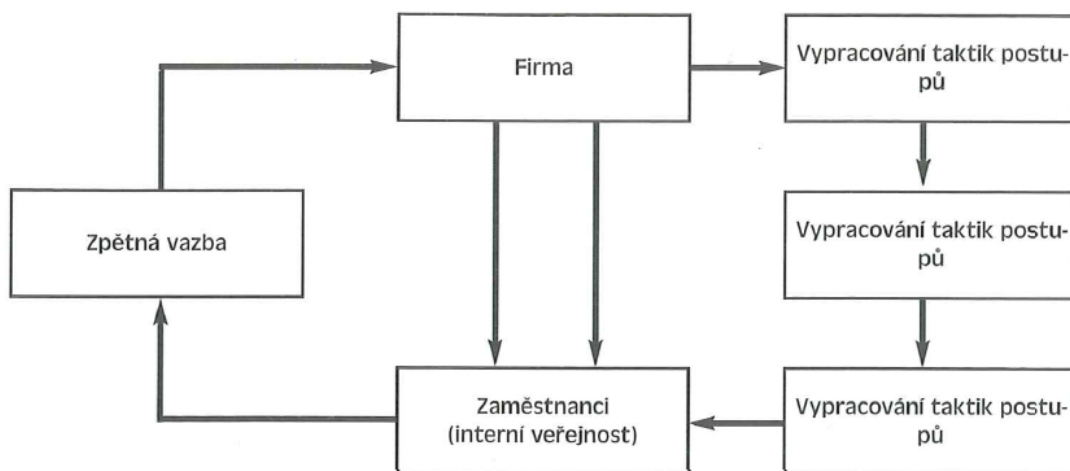 Firma
Vypracování taktik postu-
pů
Zpětná vazba
Vypracování taktik postu-
pů
Zaměstnanci
(interní veřejnost)
Vypracování taktik postu-
pů